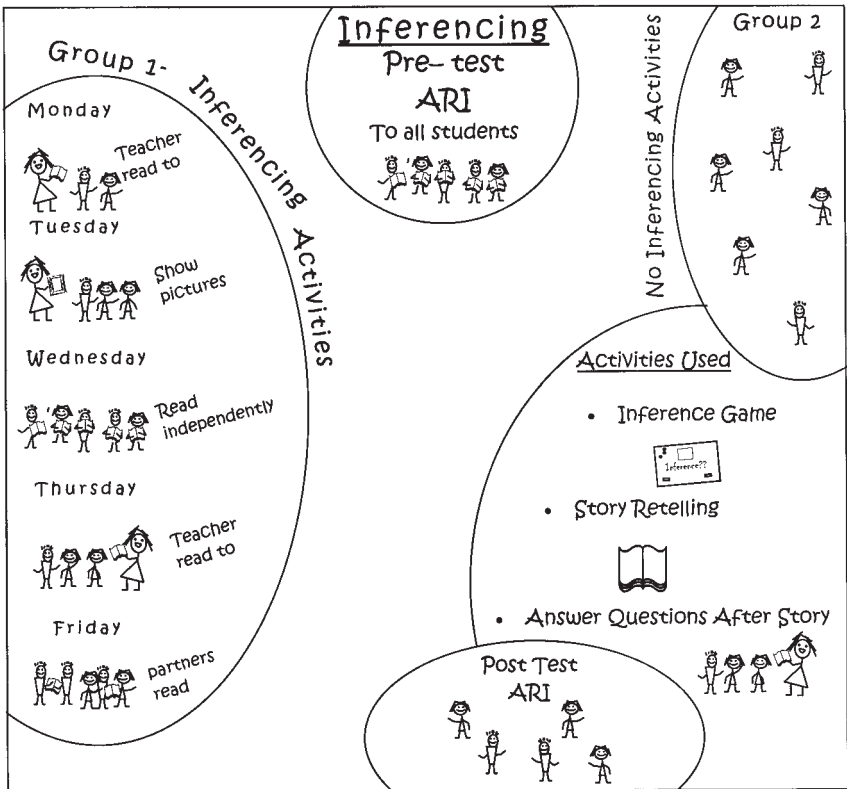 Inferencing
Pre- test
ARI
To all students
Group 1-
Inferencing Activities
Monday
Teacher
read to
Tuesday
Show
pictures
Wednesday
Read
independently
Thursday
Teacher
read to
Friday
partners
read
No Inferencing Activities
Group 2
Activities Used
• Inference Game
Inference??
• Story Retelling
• Answer Questions After Story
Post Test
ARI